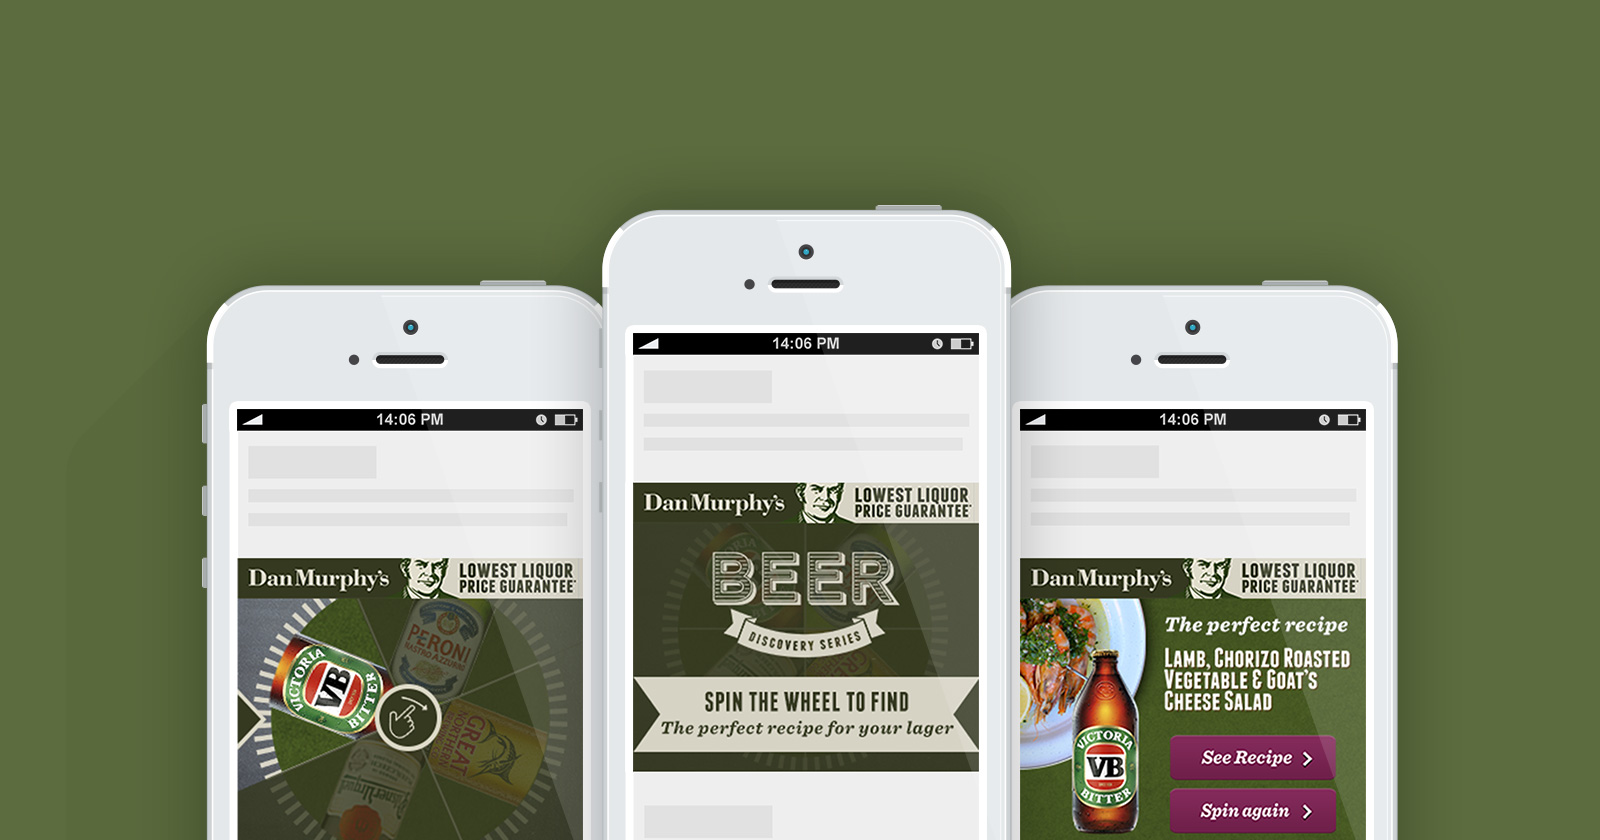 14:06 PM
Dan Murphy's
LOWEST LIQUOR
PRICE GUARANTEE*
BEER
DISCOVERY SERIES
SPIN THE WHEEL TO FIND
The perfect recipe for your lager
14:06 PM
Dan Murphy's
LOWEST LIQUOR
PRICE GUARANTEE*
VICTORIA
VB
BITTER
PERONI
NASTRO AZZURRO
GREAT
NORTHERN
14:06 PM
Dan Murphy's
LOWEST LIQUOR
PRICE GUARANTEE*
The perfect recipe
LAMB, CHORIZO ROASTED
VEGETABLE & GOAT'S
CHEESE SALAD
VICTORIA
VB
BITTER
See Recipe
Spin again